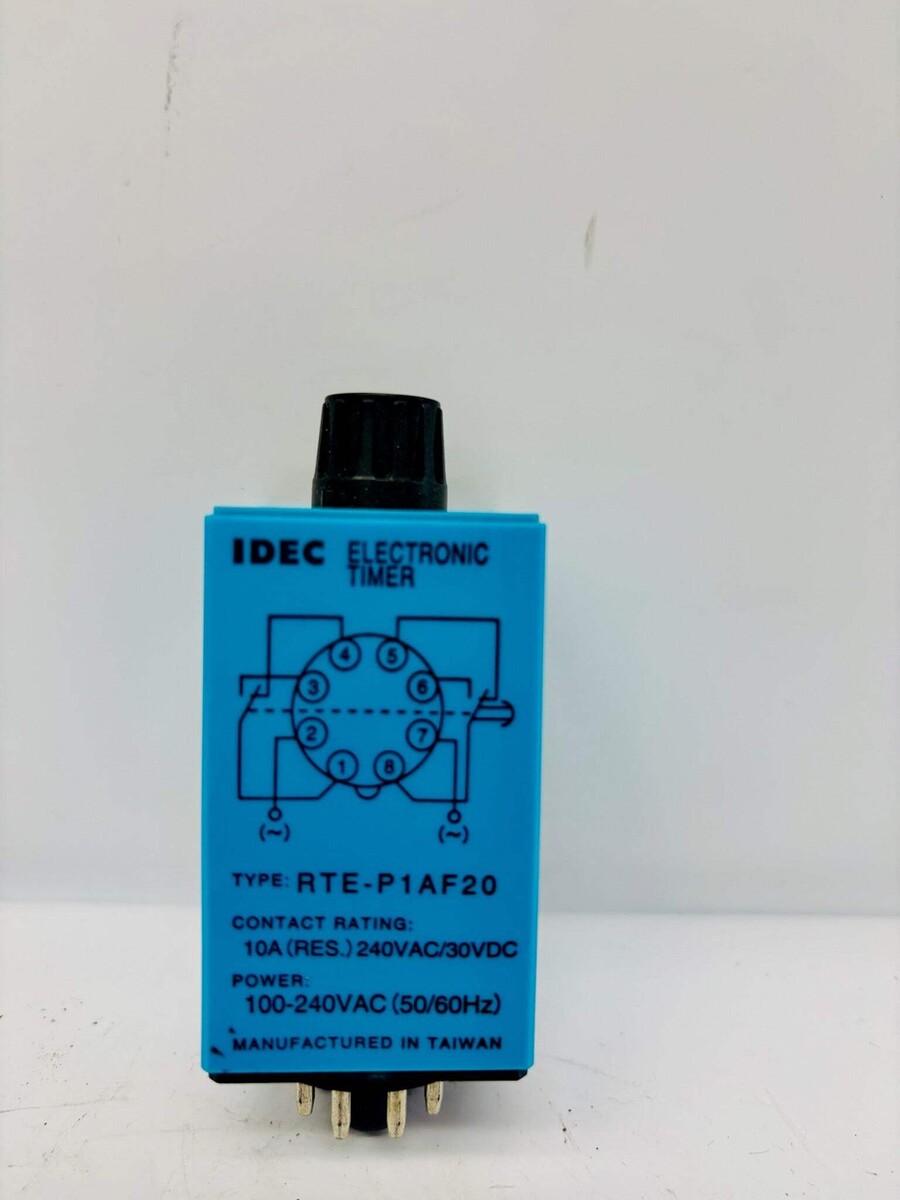 IDEC ELECTRONIC
TIMER
4 5
3 6
2 7
1 8
(~) (~)
TYPE: RTE-P1AF20
CONTACT RATING:
10A (RES.) 240VAC/30VDC
POWER:
100-240VAC (50/60Hz)
MANUFACTURED IN TAIWAN